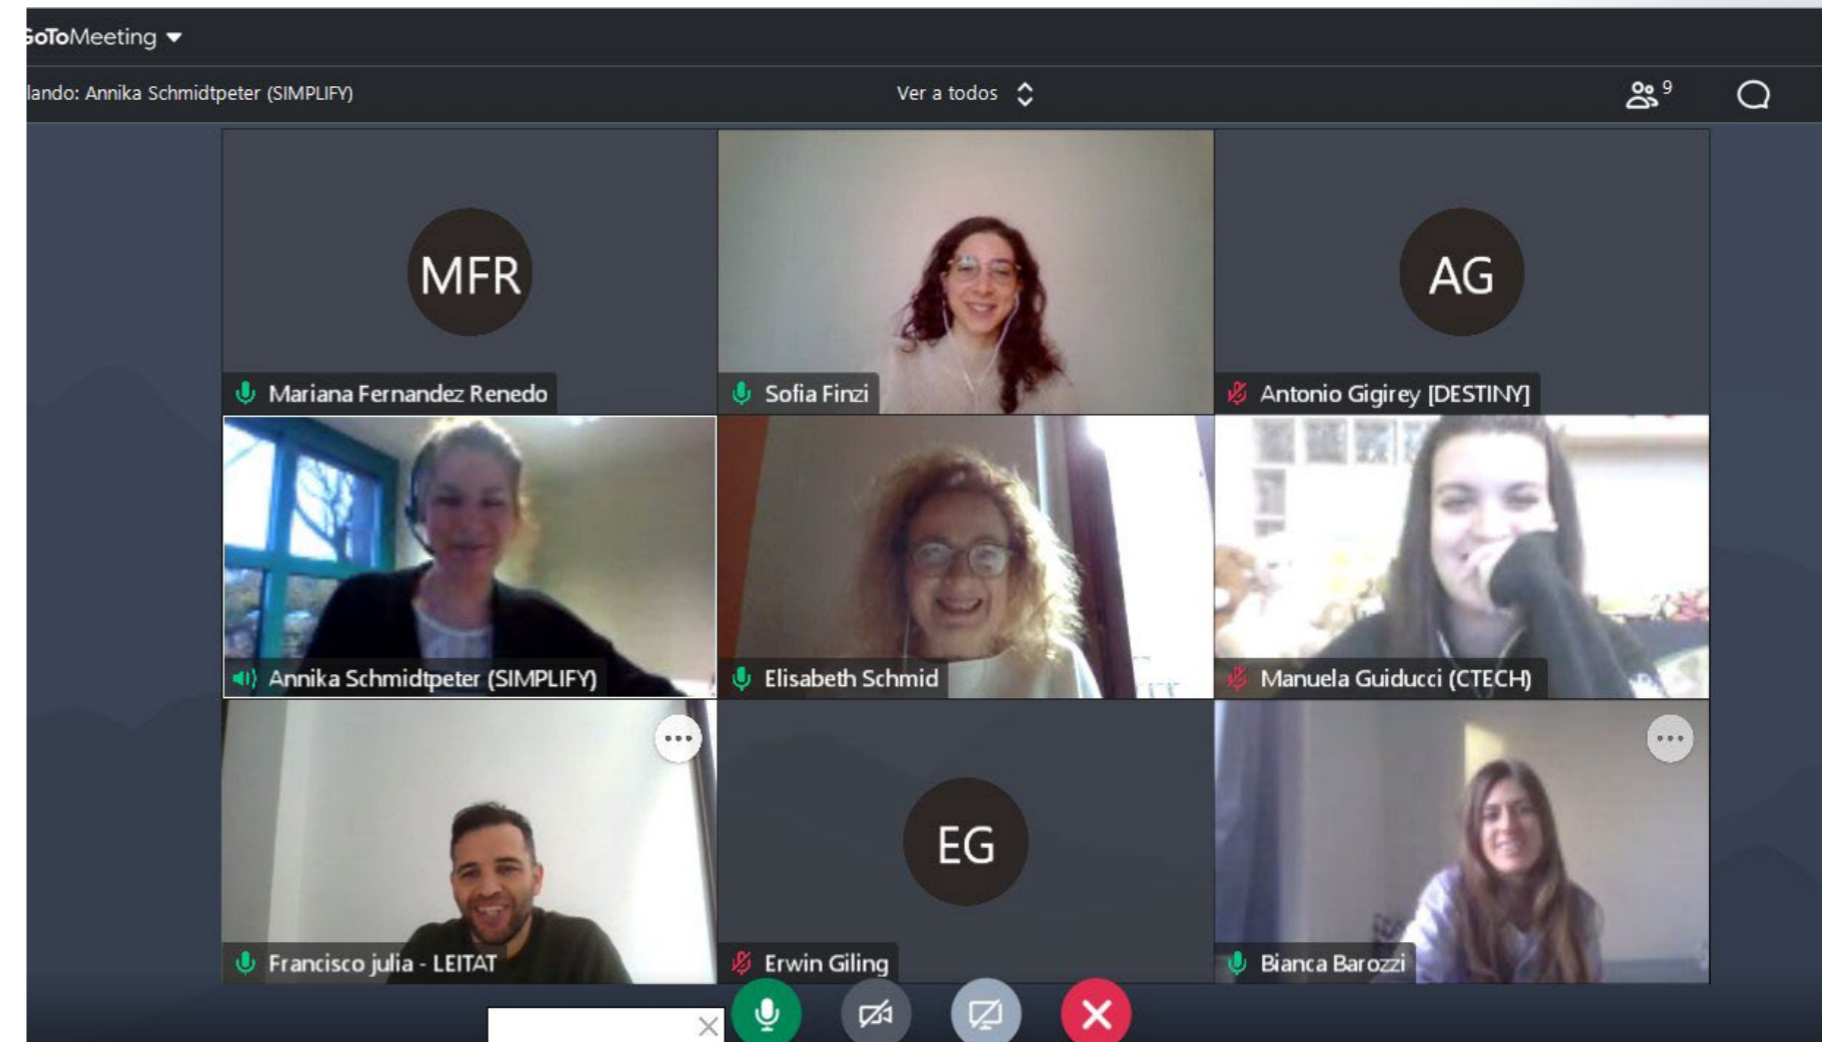 GoToMeeting
lando: Annika Schmidtpeter (SIMPLIFY)
Ver a todos
9
MFR
AG
Mariana Fernandez Renedo
Sofia Finzi
Antonio Gigirey [DESTINY]
Annika Schmidtpeter (SIMPLIFY)
Elisabeth Schmid
Manuela Guiducci (CTECH)
EG
Francisco julia - LEITAT
Erwin Giling
Bianca Barozzi